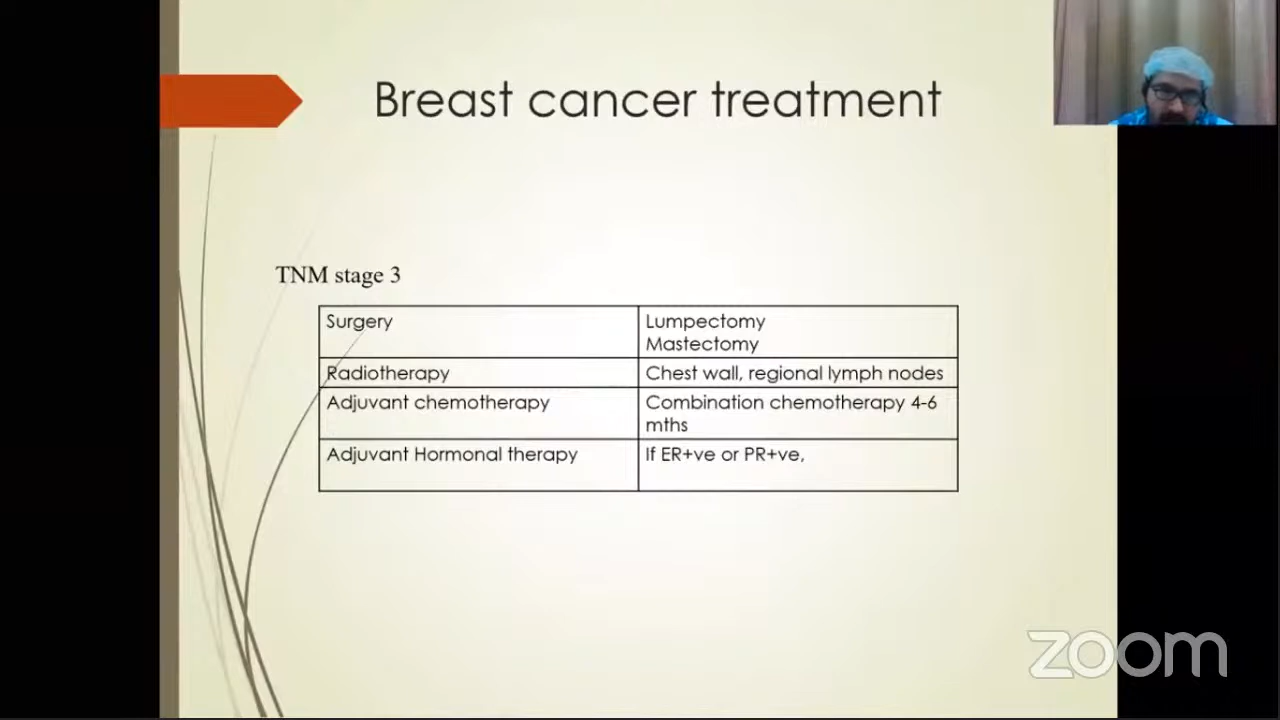 Breast cancer treatment
TNM stage 3
Surgery
Lumpectomy
Mastectomy
Radiotherapy
Chest wall, regional lymph nodes
Adjuvant chemotherapy
Combination chemotherapy 4-6
mths
Adjuvant Hormonal therapy
If ER+ve or PR+ve,
zoom